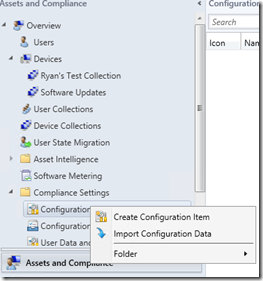 Assets and Compliance
Overview
Users
Devices
Ryan's Test Collection
Software Updates
User Collections
Device Collections
User State Migration
Asset Intelligence
Software Metering
Compliance Settings
Configuration
Configuration
User Data and
Assets and Compliance
Configuration
Search
Icon
Create Configuration Item
Import Configuration Data
Folder